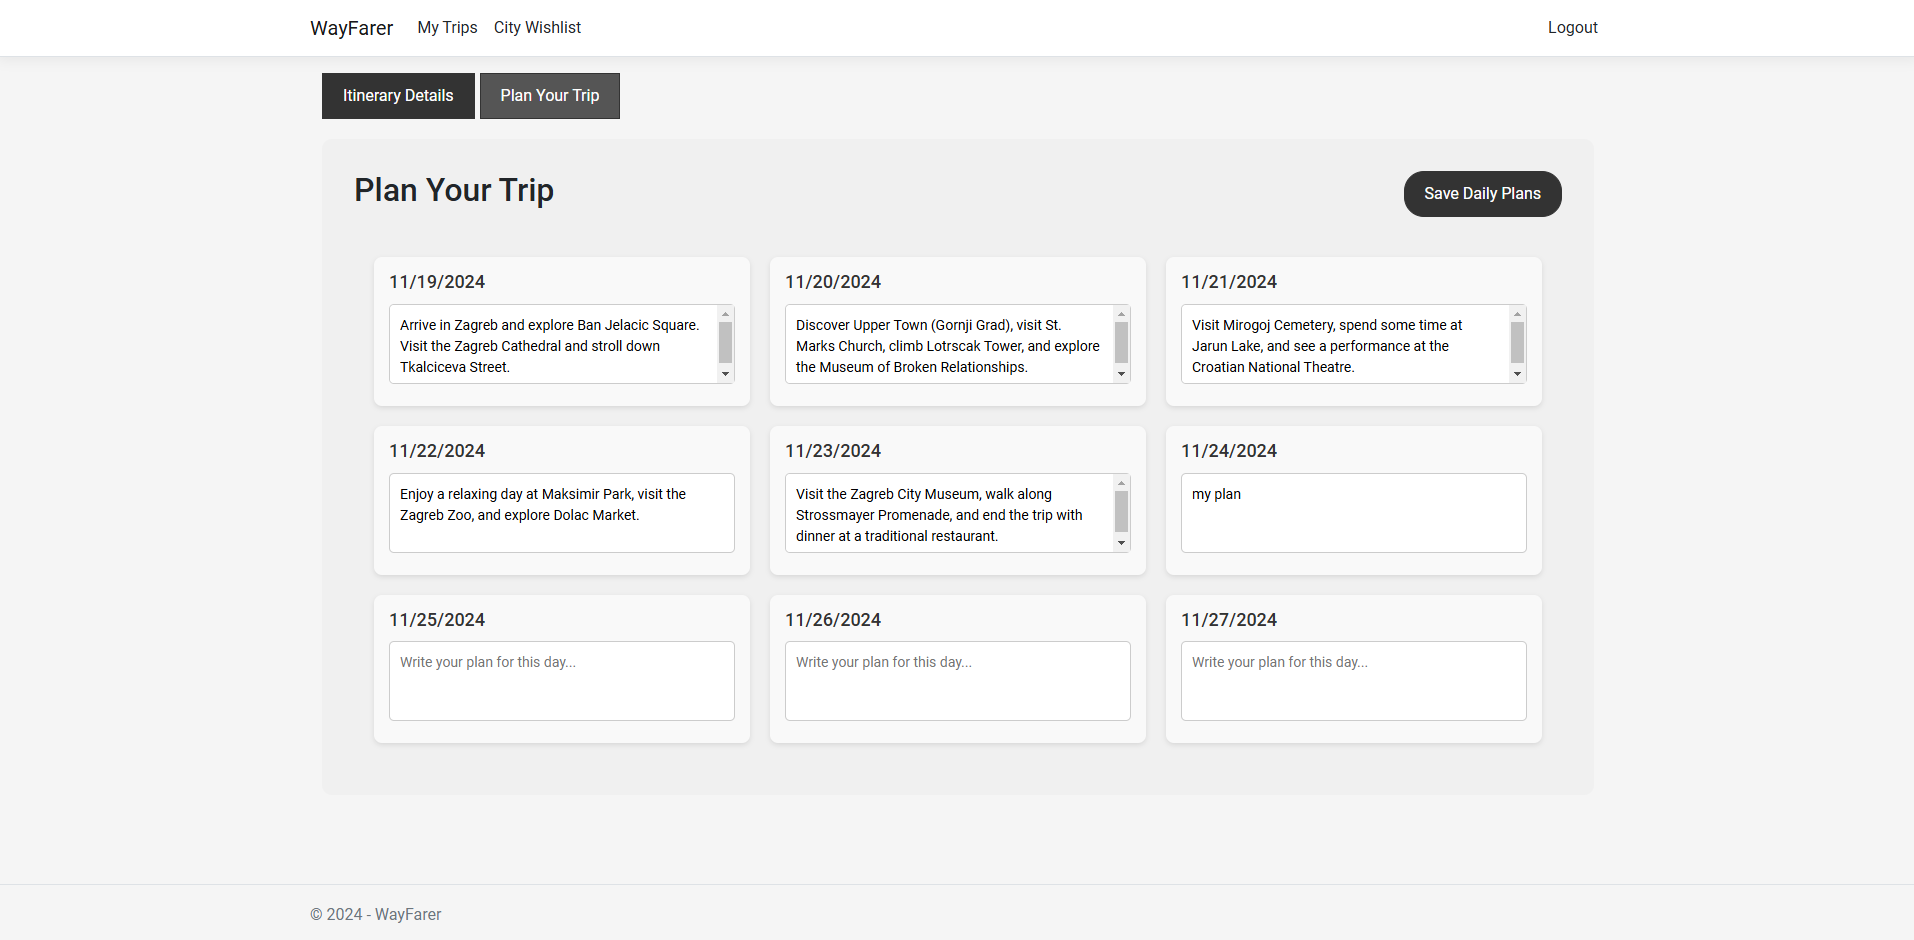 WayFarer My Trips City Wishlist Logout
Itinerary Details Plan Your Trip
Plan Your Trip
Save Daily Plans
11/19/2024
Arrive in Zagreb and explore Ban Jelacic Square.
Visit the Zagreb Cathedral and stroll down
Tkalciceva Street.
11/20/2024
Discover Upper Town (Gornji Grad), visit St.
Marks Church, climb Lotrscak Tower, and explore
the Museum of Broken Relationships.
11/21/2024
Visit Mirogoj Cemetery, spend some time at
Jarun Lake, and see a performance at the
Croatian National Theatre.
11/22/2024
Enjoy a relaxing day at Maksimir Park, visit the
Zagreb Zoo, and explore Dolac Market.
11/23/2024
Visit the Zagreb City Museum, walk along
Strossmayer Promenade, and end the trip with
dinner at a traditional restaurant.
11/24/2024
my plan
11/25/2024
Write your plan for this day...
11/26/2024
Write your plan for this day...
11/27/2024
Write your plan for this day...
© 2024 - WayFarer